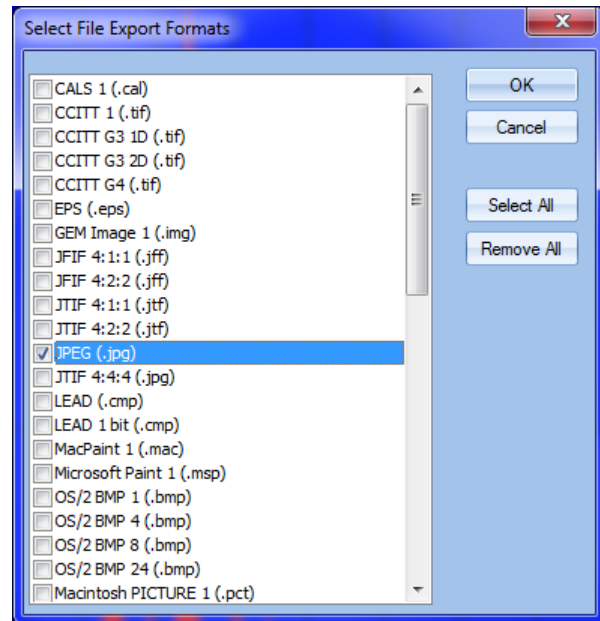 Select File Export Formats
CALS 1 (.cal)
CCITT 1 (.tif)
CCITT G3 1D (.tif)
CCITT G3 2D (.tif)
CCITT G4 (.tif)
EPS (.eps)
GEM Image 1 (.img)
JFIF 4:1:1 (.jff)
JFIF 4:2:2 (.jff)
JTIF 4:1:1 (.jtf)
JTIF 4:2:2 (.jtf)
JPEG (.jpg)
JTIF 4:4:4 (.jpg)
LEAD (.cmp)
LEAD 1 bit (.cmp)
MacPaint 1 (.mac)
Microsoft Paint 1 (.msp)
OS/2 BMP 1 (.bmp)
OS/2 BMP 4 (.bmp)
OS/2 BMP 8 (.bmp)
OS/2 BMP 24 (.bmp)
Macintosh PICTURE 1 (.pct)
OK
Cancel
Select All
Remove All